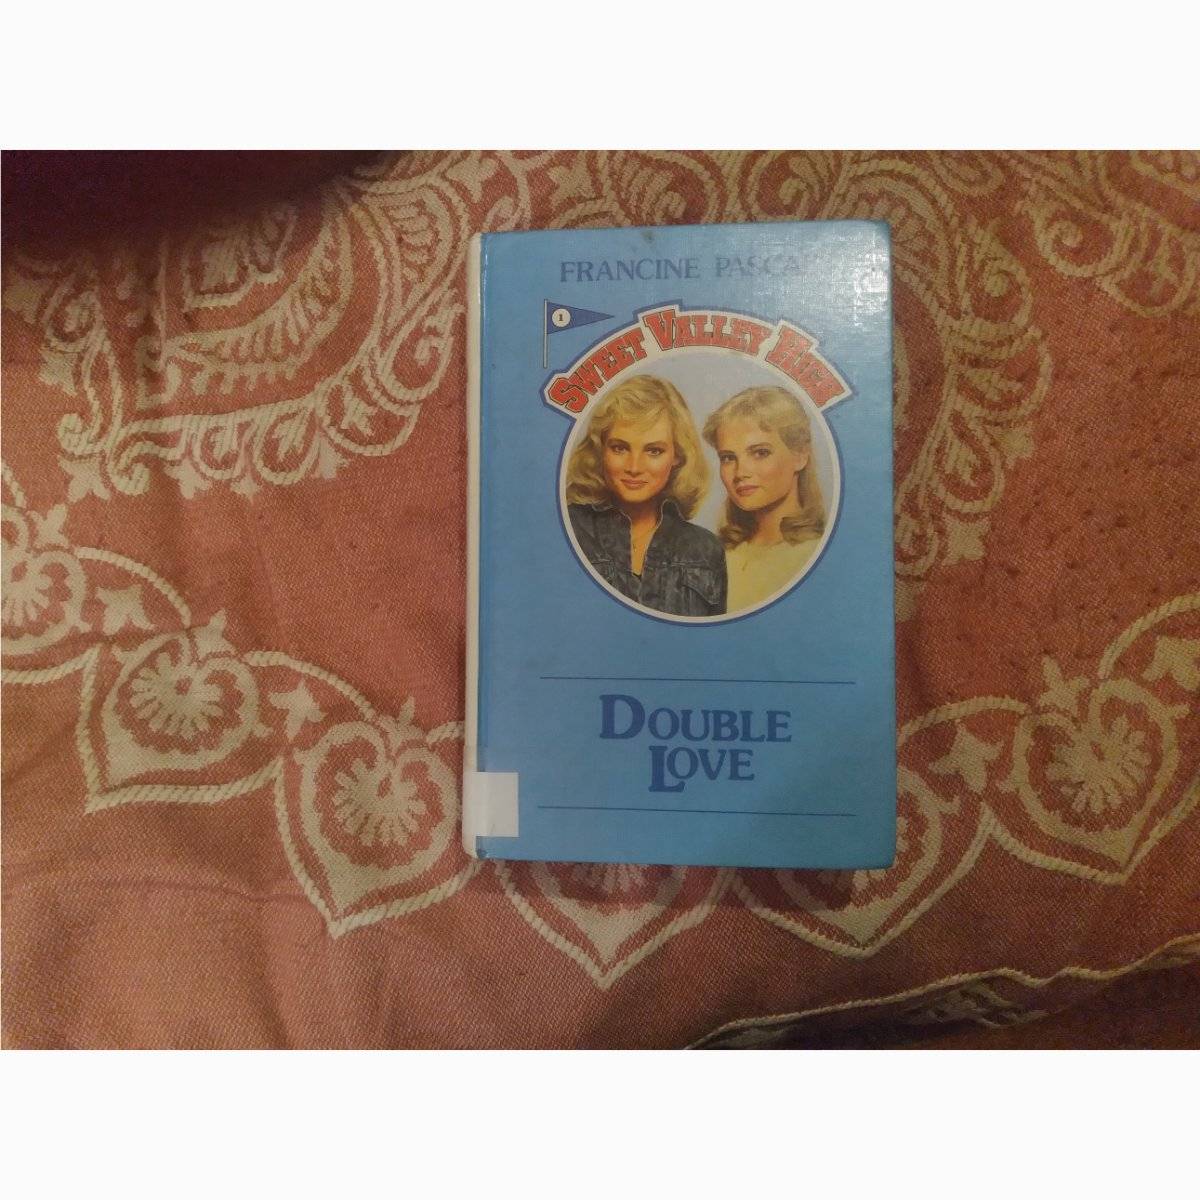 FRANCINE PASCAL
1
SWEET VALLEY HIGH
DOUBLE
LOVE